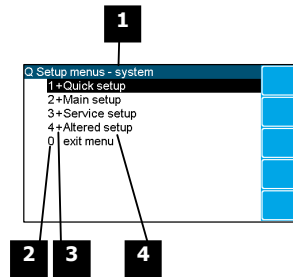 1
Q Setup menus - system
1+Quick setup
2+Main setup
3+Service setup
4+Altered setup
0 exit menu
2 3 4